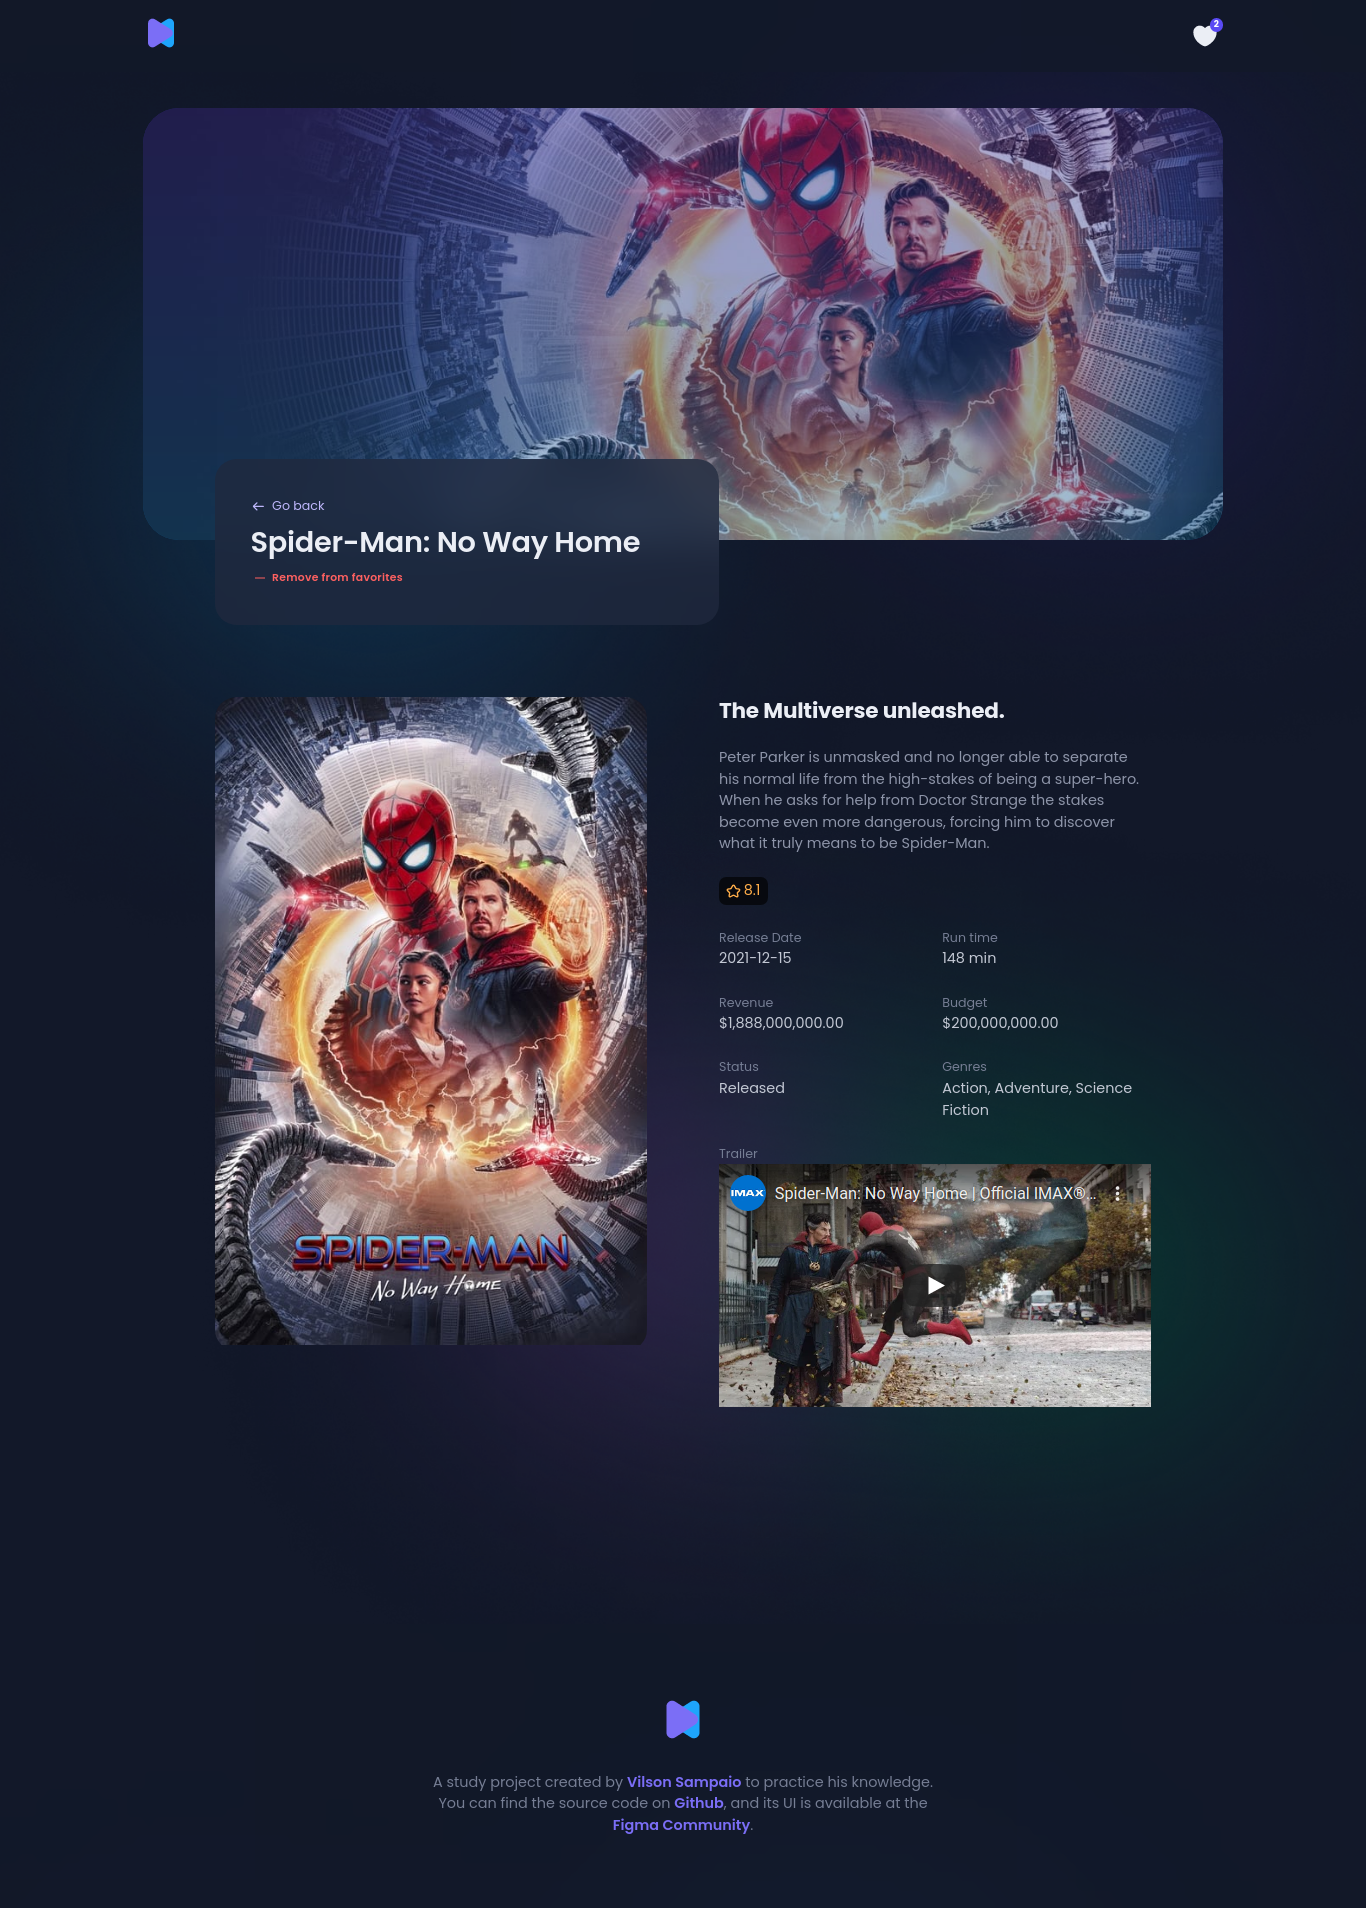 2
Go back
Spider-Man: No Way Home
Remove from favorites
SPIDER-MAN
No Way Home
The Multiverse unleashed.
Peter Parker is unmasked and no longer able to separate
his normal life from the high-stakes of being a super-hero.
When he asks for help from Doctor Strange the stakes
become even more dangerous, forcing him to discover
what it truly means to be Spider-Man.
8.1
Release Date
2021-12-15
Run time
148 min
Revenue
$1,888,000,000.00
Budget
$200,000,000.00
Status
Released
Genres
Action, Adventure, Science
Fiction
Trailer
IMAX
Spider-Man: No Way Home | Official IMAX®...
A study project created by Vilson Sampaio to practice his knowledge.
You can find the source code on Github, and its UI is available at the
Figma Community.